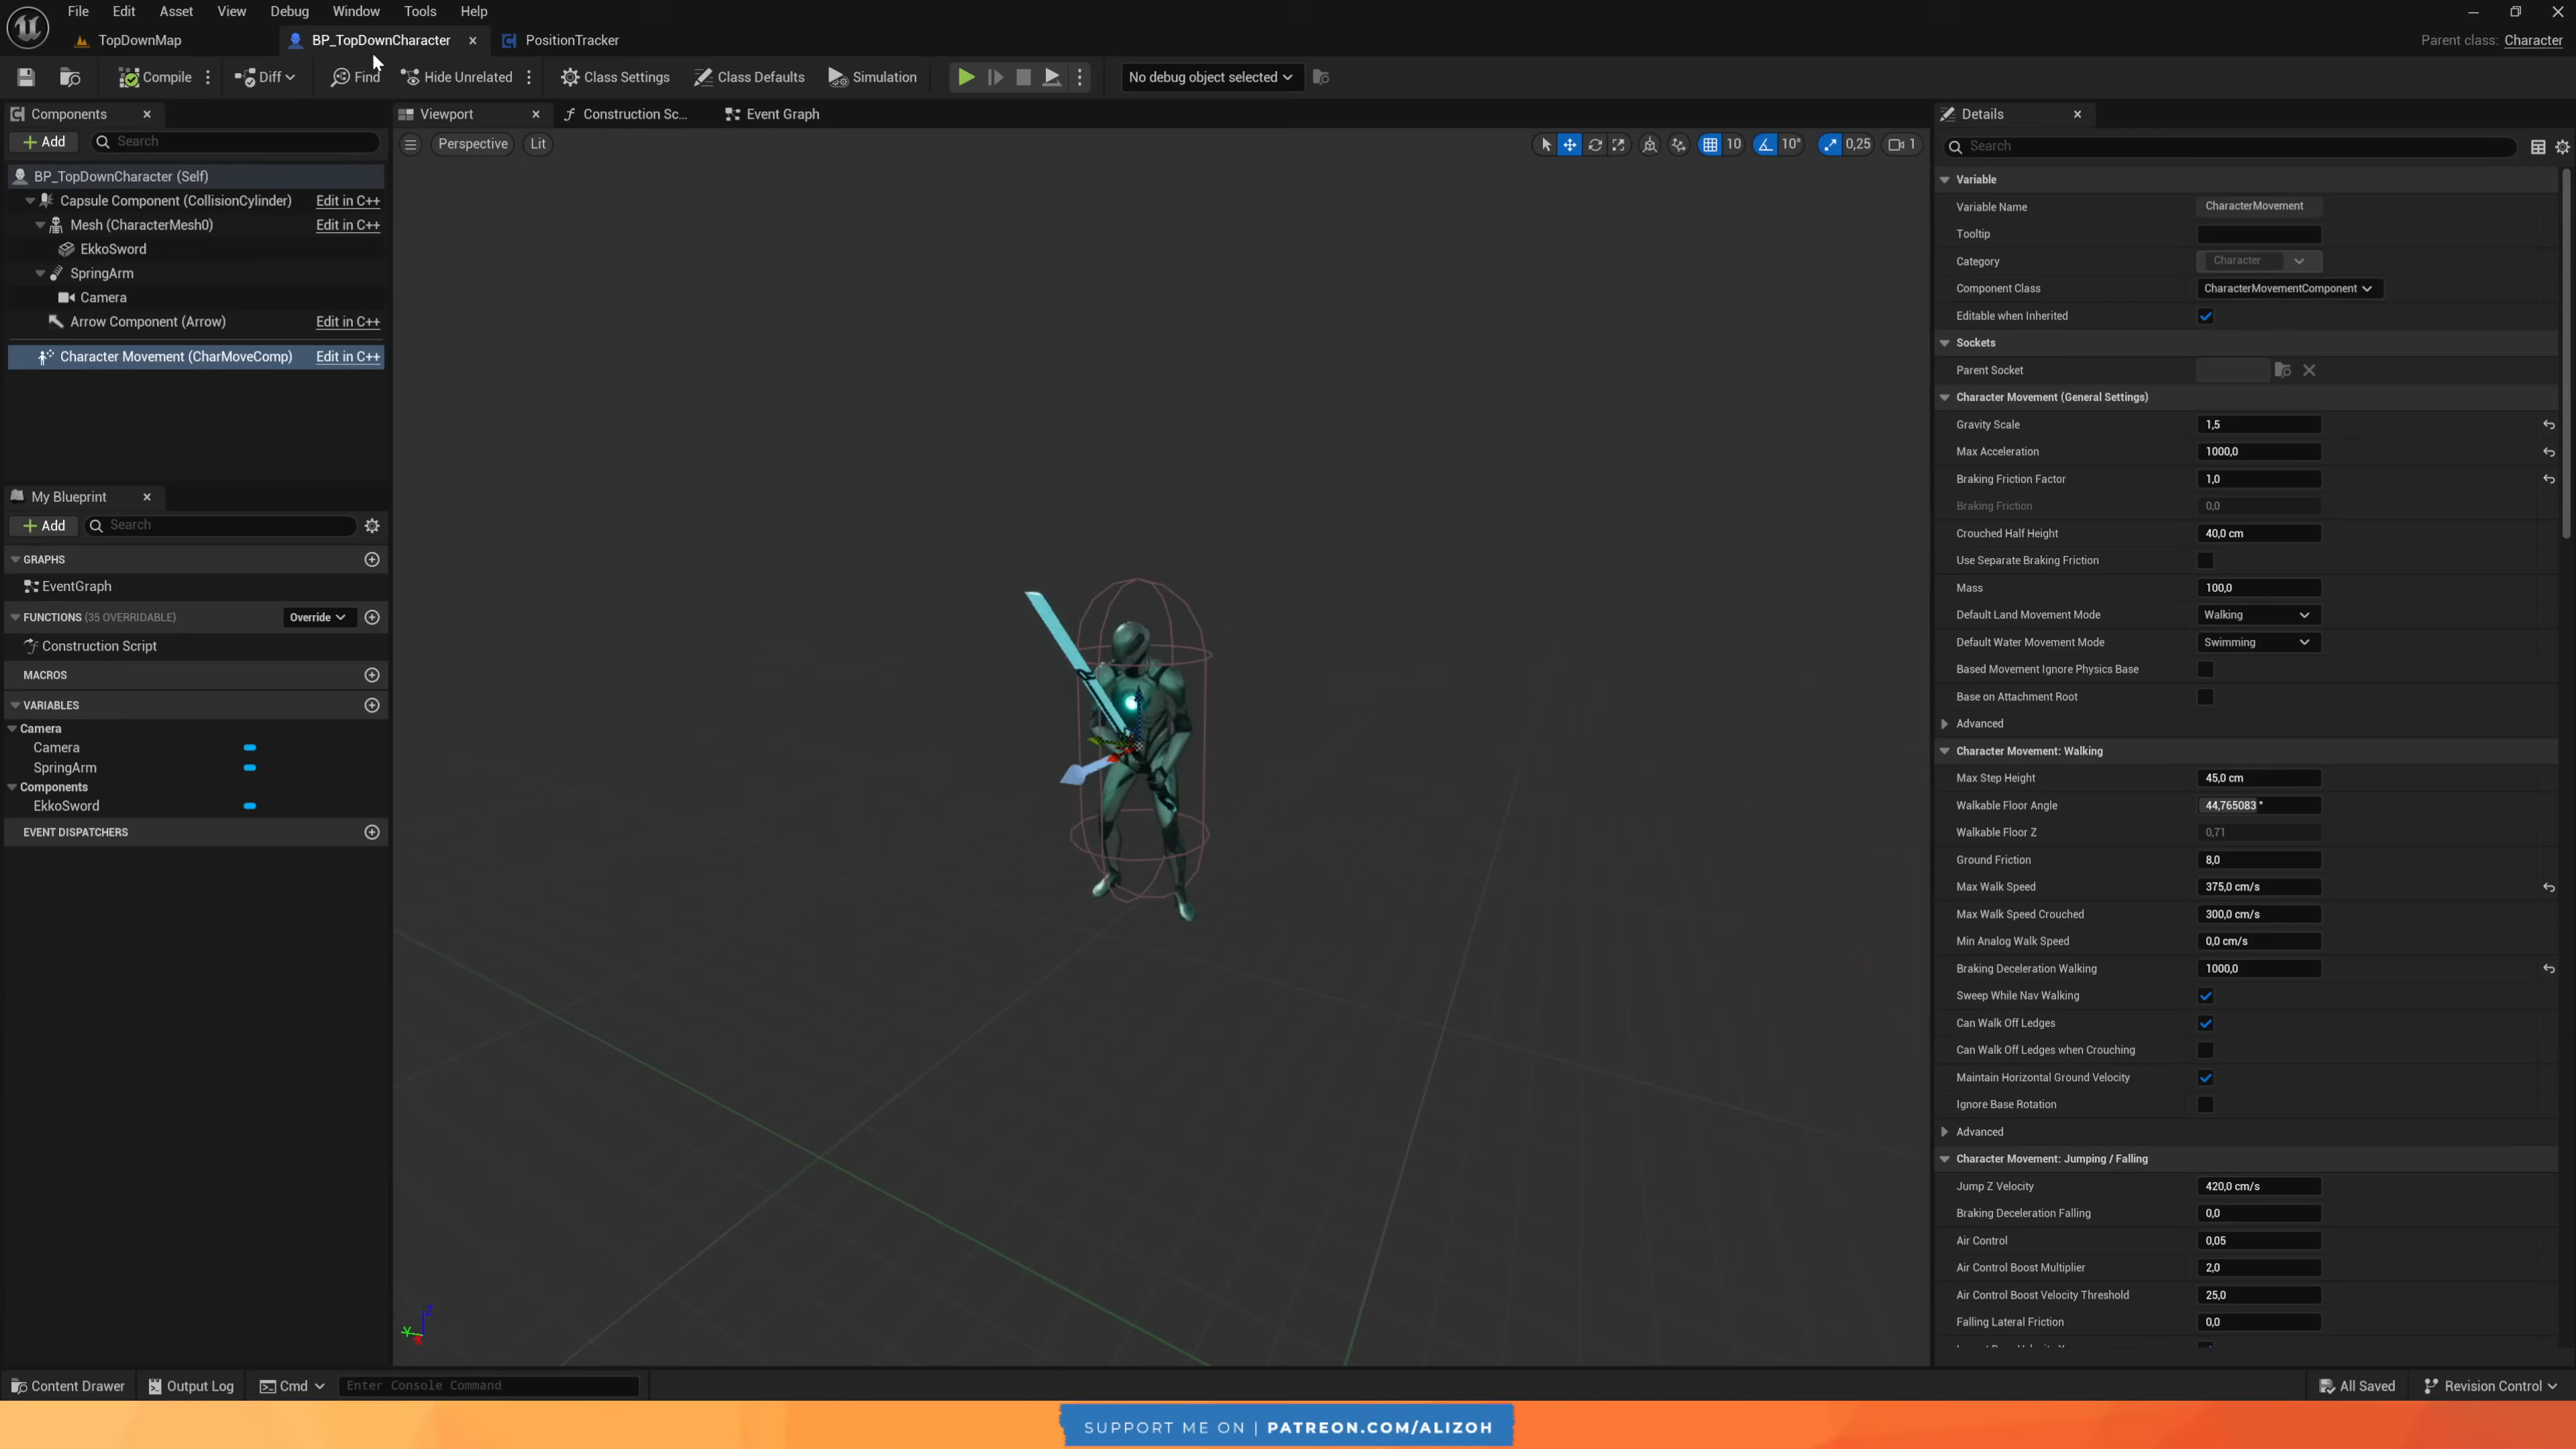 File Edit Asset View Debug Window Tools Help
TopDownMap BP_TopDownCharacter PositionTracker
Parent class: Character
Compile Diff Find Hide Unrelated Class Settings Class Defaults Simulation No debug object selected
Components
Add Search
BP_TopDownCharacter (Self)
Capsule Component (CollisionCylinder) Edit in C++
Mesh (CharacterMesh0) Edit in C++
EkkoSword
SpringArm
Camera
Arrow Component (Arrow) Edit in C++
Character Movement (CharMoveComp) Edit in C++
My Blueprint
Add Search
GRAPHS
EventGraph
FUNCTIONS (35 OVERRIDABLE) Override
Construction Script
MACROS
VARIABLES
Camera
Camera
SpringArm
Components
EkkoSword
EVENT DISPATCHERS
Viewport Construction Sc... Event Graph
Perspective Lit
10 10° 0,25 1
Z
Y
X
Details
Search
Variable
Variable Name CharacterMovement
Tooltip
Category Character
Component Class CharacterMovementComponent
Editable when Inherited
Sockets
Parent Socket
Character Movement (General Settings)
Gravity Scale 1,5
Max Acceleration 1000,0
Braking Friction Factor 1,0
Braking Friction 0,0
Crouched Half Height 40,0 cm
Use Separate Braking Friction
Mass 100,0
Default Land Movement Mode Walking
Default Water Movement Mode Swimming
Based Movement Ignore Physics Base
Base on Attachment Root
Advanced
Character Movement: Walking
Max Step Height 45,0 cm
Walkable Floor Angle 44,765083 °
Walkable Floor Z 0,71
Ground Friction 8,0
Max Walk Speed 375,0 cm/s
Max Walk Speed Crouched 300,0 cm/s
Min Analog Walk Speed 0,0 cm/s
Braking Deceleration Walking 1000,0
Sweep While Nav Walking
Can Walk Off Ledges
Can Walk Off Ledges when Crouching
Maintain Horizontal Ground Velocity
Ignore Base Rotation
Advanced
Character Movement: Jumping / Falling
Jump Z Velocity 420,0 cm/s
Braking Deceleration Falling 0,0
Air Control 0,05
Air Control Boost Multiplier 2,0
Air Control Boost Velocity Threshold 25,0
Falling Lateral Friction 0,0
Content Drawer Output Log Cmd Enter Console Command All Saved Revision Control
SUPPORT ME ON | PATREON.COM/ALIZOH